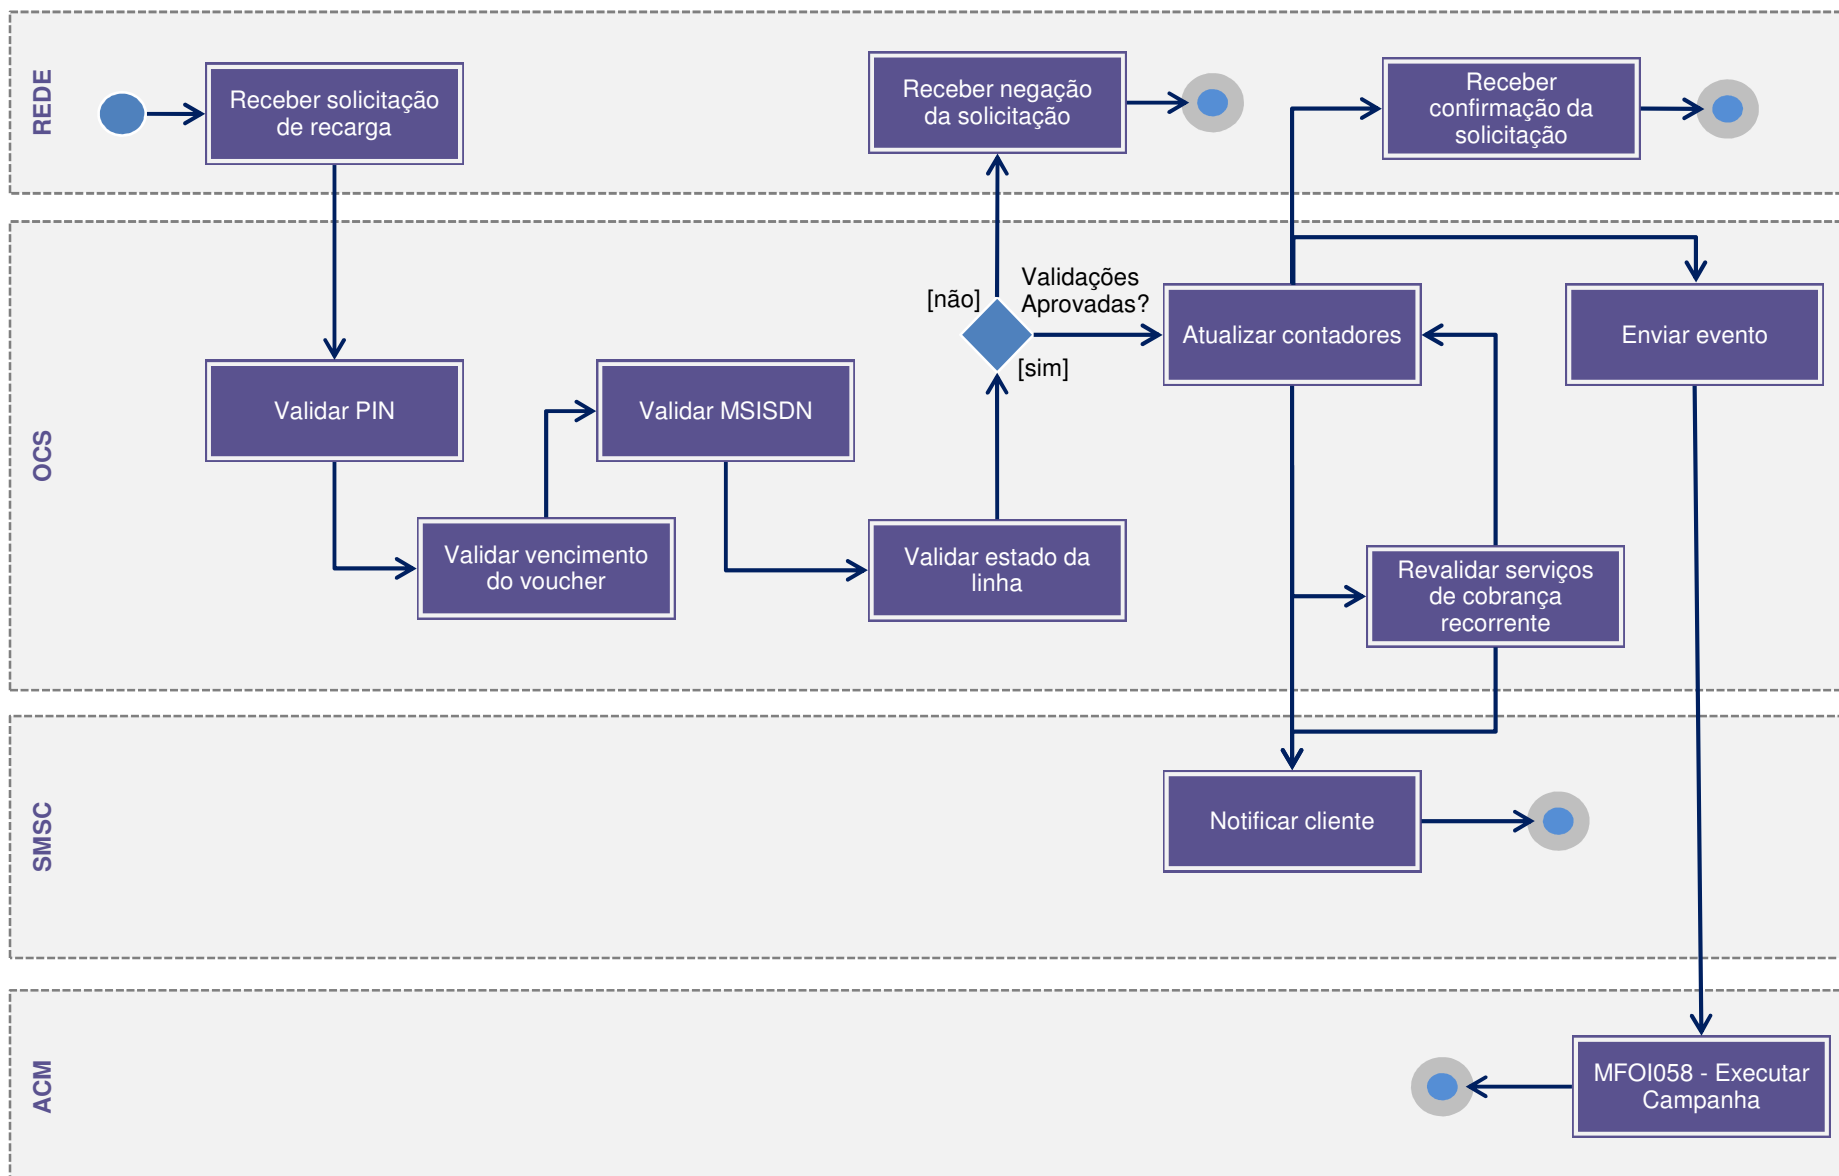 REDE
Receber solicitação
de recarga
Receber negação
da solicitação
Receber
confirmação da
solicitação
OCS
Validações
Aprovadas?
[não]
[sim]
Atualizar contadores
Enviar evento
Validar PIN
Validar MSISDN
Validar vencimento
do voucher
Validar estado da
linha
Revalidar serviços
de cobrança
recorrente
SMSC
Notificar cliente
ACM
MFOI058 - Executar
Campanha